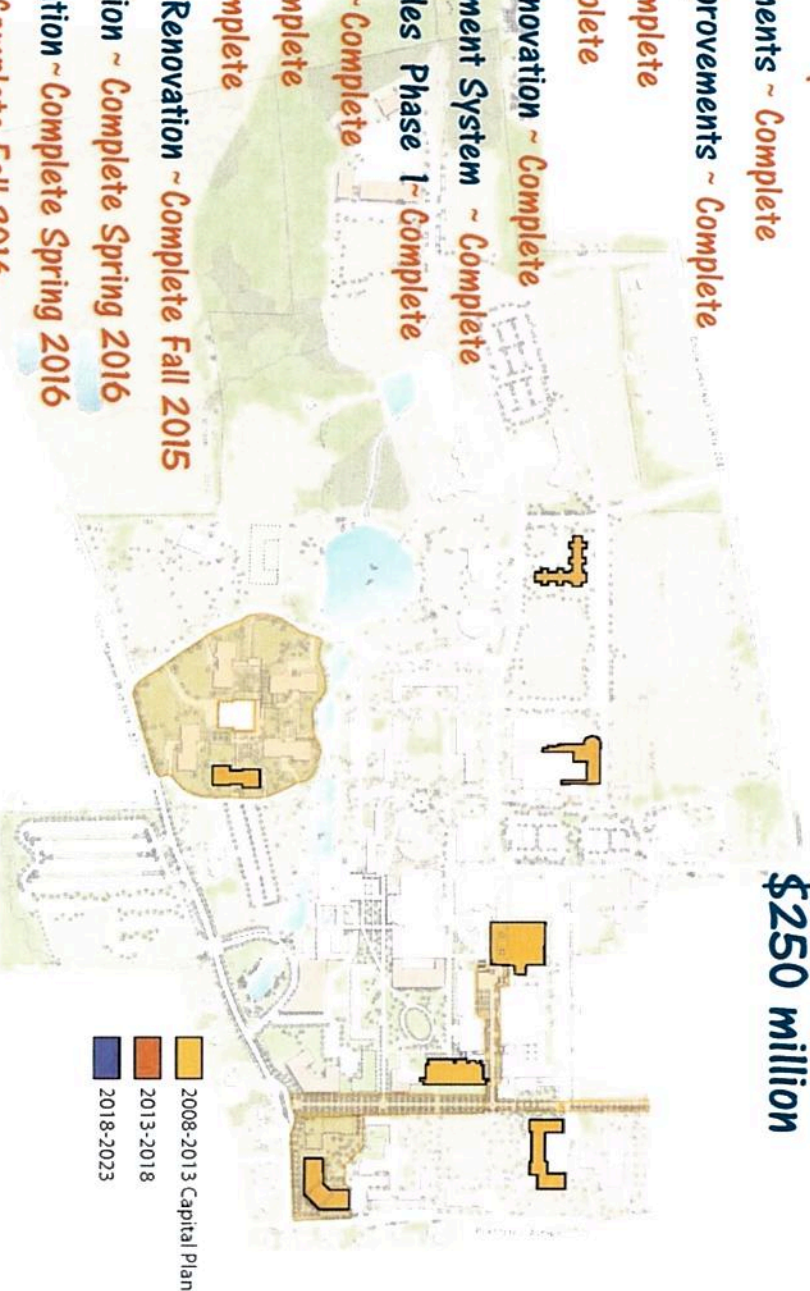 ments ~ Complete
$250 million
provements ~ Complete
mplete
plete
novation ~ Complete
ment System ~ Complete
les Phase 1~ Complete
~ Complete
mplete
mplete
Renovation ~ Complete Fall 2015
ion ~ Complete Spring 2016
tion ~ Complete Spring 2016
2008-2013 Capital Plan
2013-2018
2018-2023